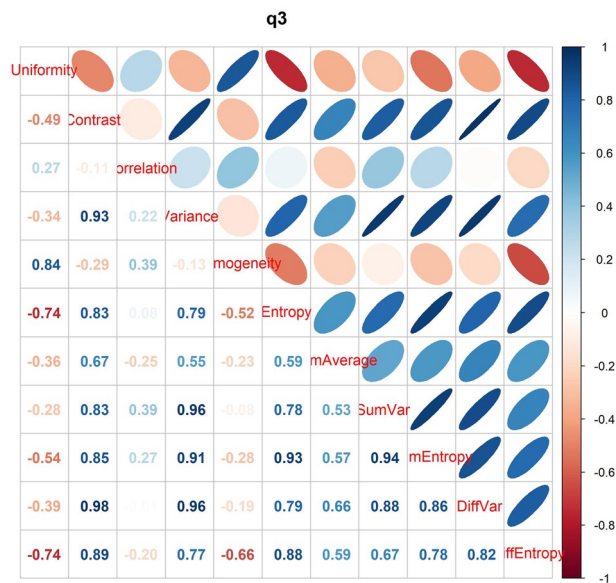 q3
Uniformity
-0.49 Contrast
0.27 -0.11 orrelation
-0.34 0.93 0.22 Variance
0.84 -0.29 0.39 -0.13 mogeneity
-0.74 0.83 0.08 0.79 -0.52 Entropy
-0.36 0.67 -0.25 0.55 -0.23 0.59 mAverage
-0.28 0.83 0.39 0.96 -0.08 0.78 0.53 SumVar
-0.54 0.85 0.27 0.91 -0.28 0.93 0.57 0.94 mEntropy
-0.39 0.98 0.96 -0.19 0.79 0.66 0.88 0.86 DiffVar
-0.74 0.89 -0.20 0.77 -0.66 0.88 0.59 0.67 0.78 0.82 ffEntropy
1
0.8
0.6
0.4
0.2
0
-0.2
-0.4
-0.6
-0.8
-1